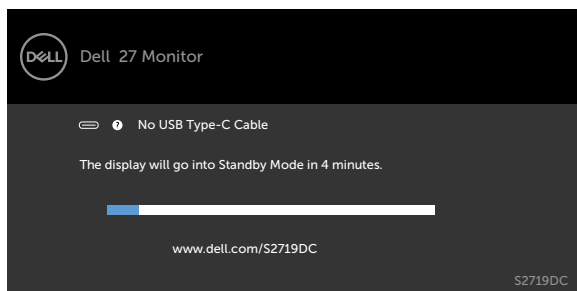 DELL
Dell 27 Monitor
? No USB Type-C Cable
The display will go into Standby Mode in 4 minutes.
www.dell.com/S2719DC
S2719DC